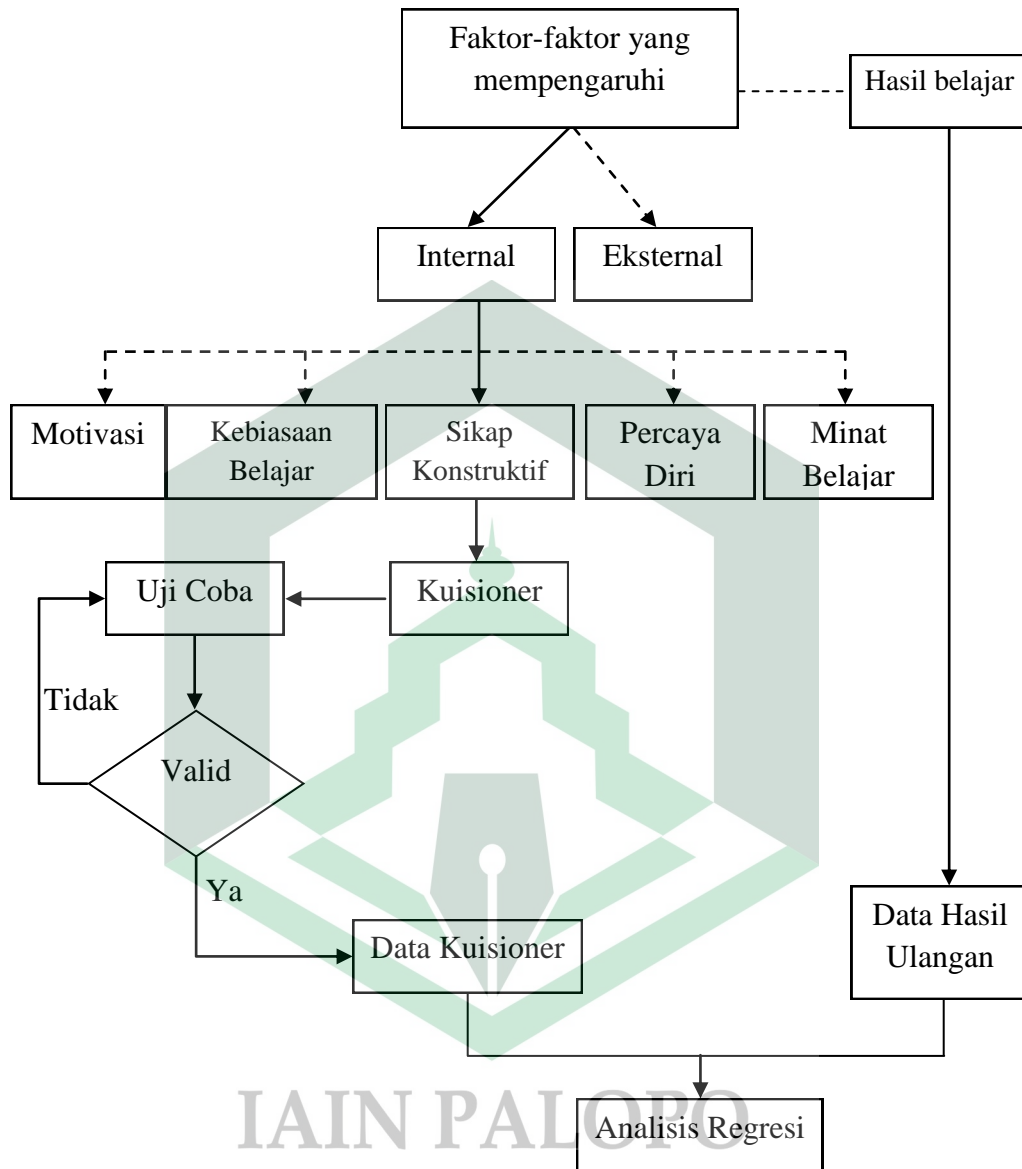 Faktor-faktor yang
mempengaruhi
Hasil belajar
Internal
Eksternal
Motivasi
Kebiasaan
Belajar
Sikap
Konstruktif
Percaya
Diri
Minat
Belajar
Uji Coba
Kuisioner
Tidak
Valid
Ya
Data Kuisioner
Data Hasil
Ulangan
IAIN PALOPO
Analisis Regresi